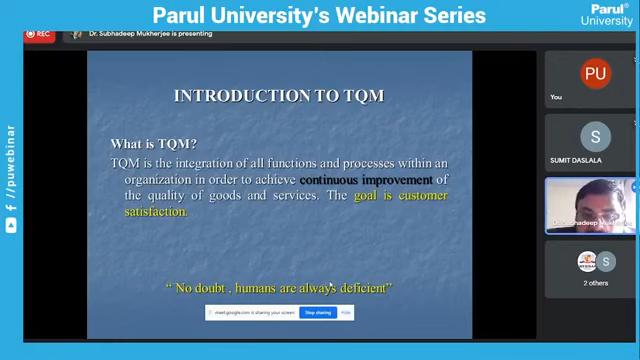 Parul University's Webinar Series
Parul®
University
REC
Dr. Subhadeep Mukherjee is presenting
INTRODUCTION TO TQM
What is TQM?
TQM is the integration of all functions and processes within an
organization in order to achieve continuous improvement of
the quality of goods and services. The goal is customer
satisfaction.
“ No doubt , humans are always deficient”
meet.google.com is sharing your screen.
Stop sharing
Hide
PU
You
S
SUMIT DASLALA
Dr. Subhadeep Mukherjee
S
2 others
/puwebinar